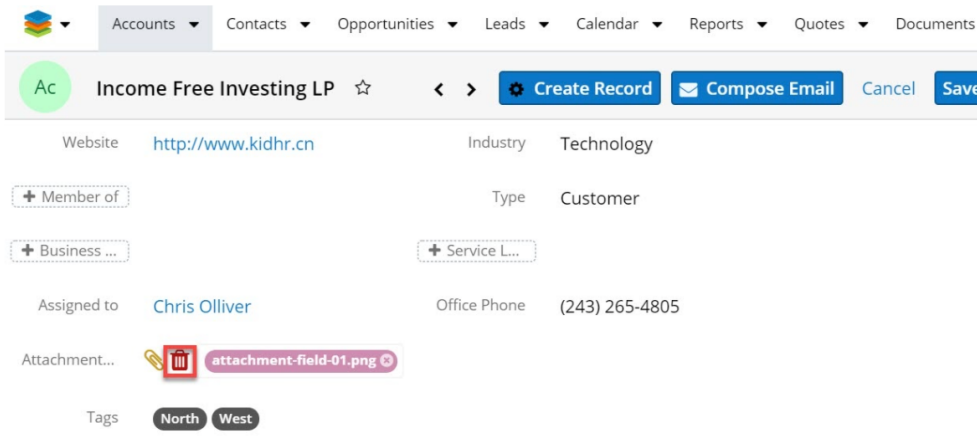 Accounts Contacts Opportunities Leads Calendar Reports Quotes Documents
Ac Income Free Investing LP Create Record Compose Email Cancel Save
Website http://www.kidhr.cn Industry Technology
+ Member of Type Customer
+ Business ... + Service L...
Assigned to Chris Olliver Office Phone (243) 265-4805
Attachment... attachment-field-01.png
Tags North West